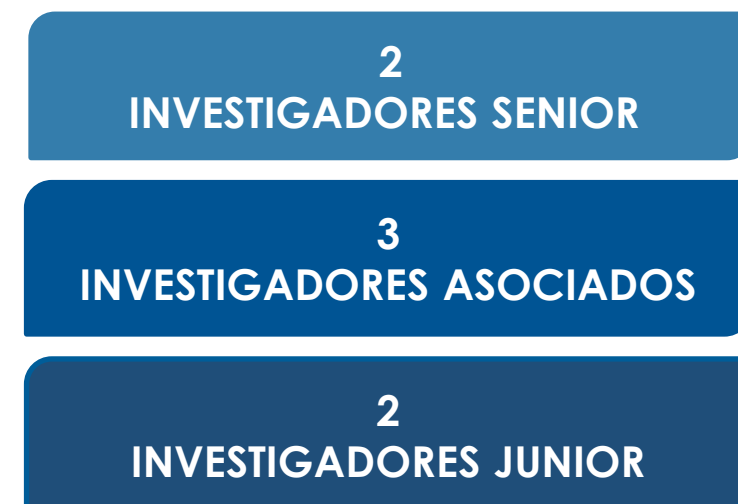 2
INVESTIGADORES SENIOR
3
INVESTIGADORES ASOCIADOS
2
INVESTIGADORES JUNIOR